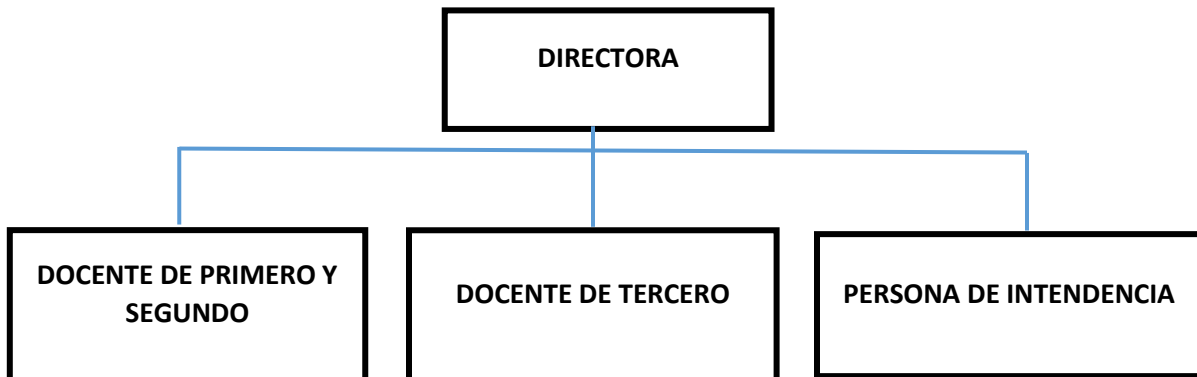 DIRECTORA
DOCENTE DE PRIMERO Y
SEGUNDO
DOCENTE DE TERCERO
PERSONA DE INTENDENCIA